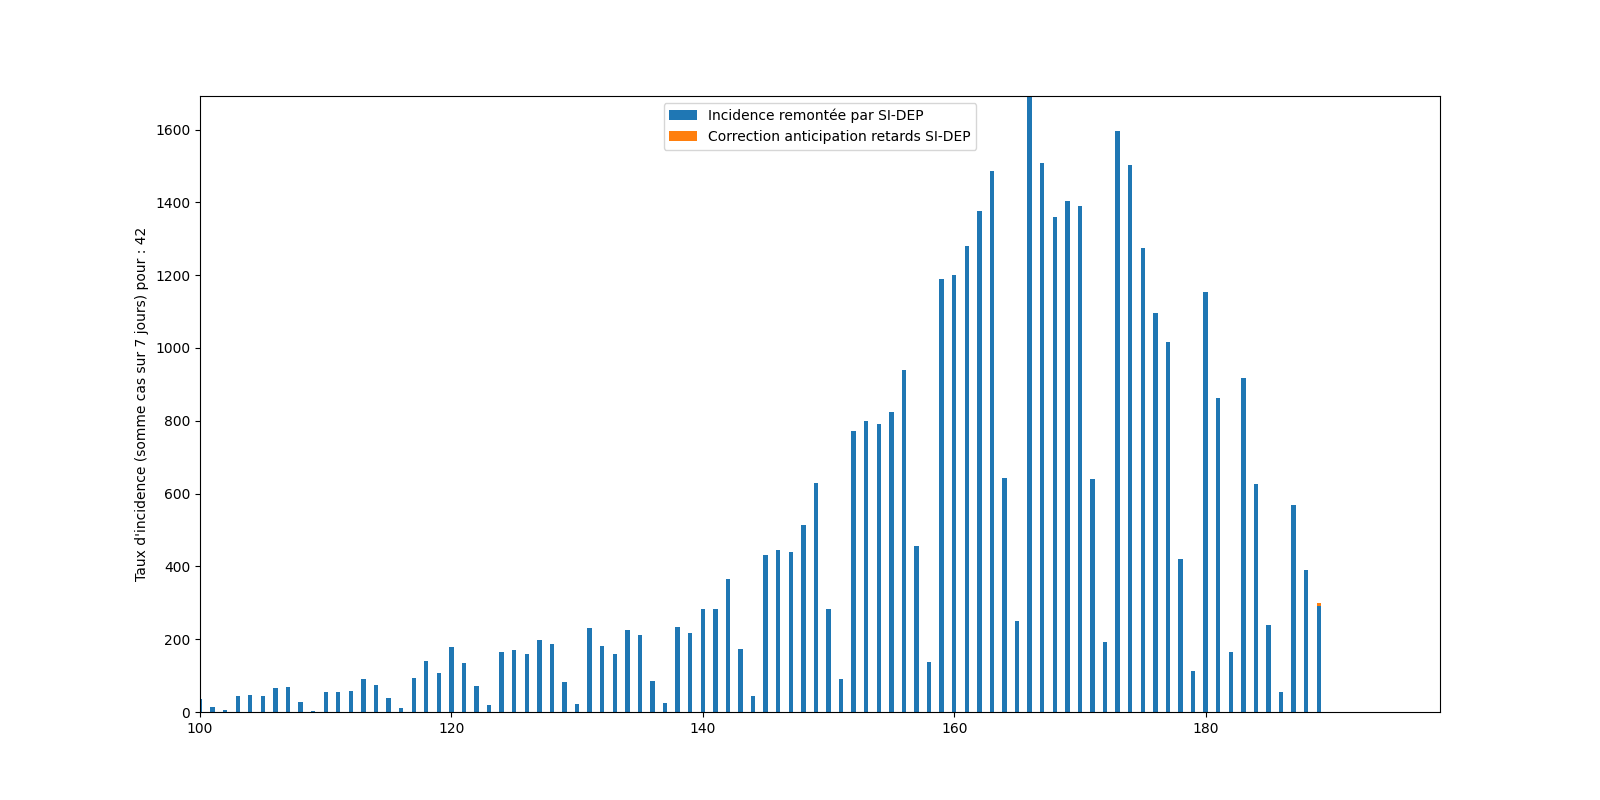 Incidence remontée par SI-DEP
Correction anticipation retards SI-DEP
Taux d'incidence (somme cas sur 7 jours) pour : 42
1600
1400
1200
1000
800
600
400
200
0
100 120 140 160 180